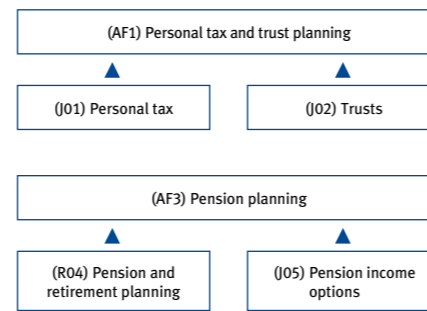 (AF1) Personal tax and trust planning
(J01) Personal tax
(J02) Trusts
(AF3) Pension planning
(R04) Pension and
retirement planning
(J05) Pension income
options